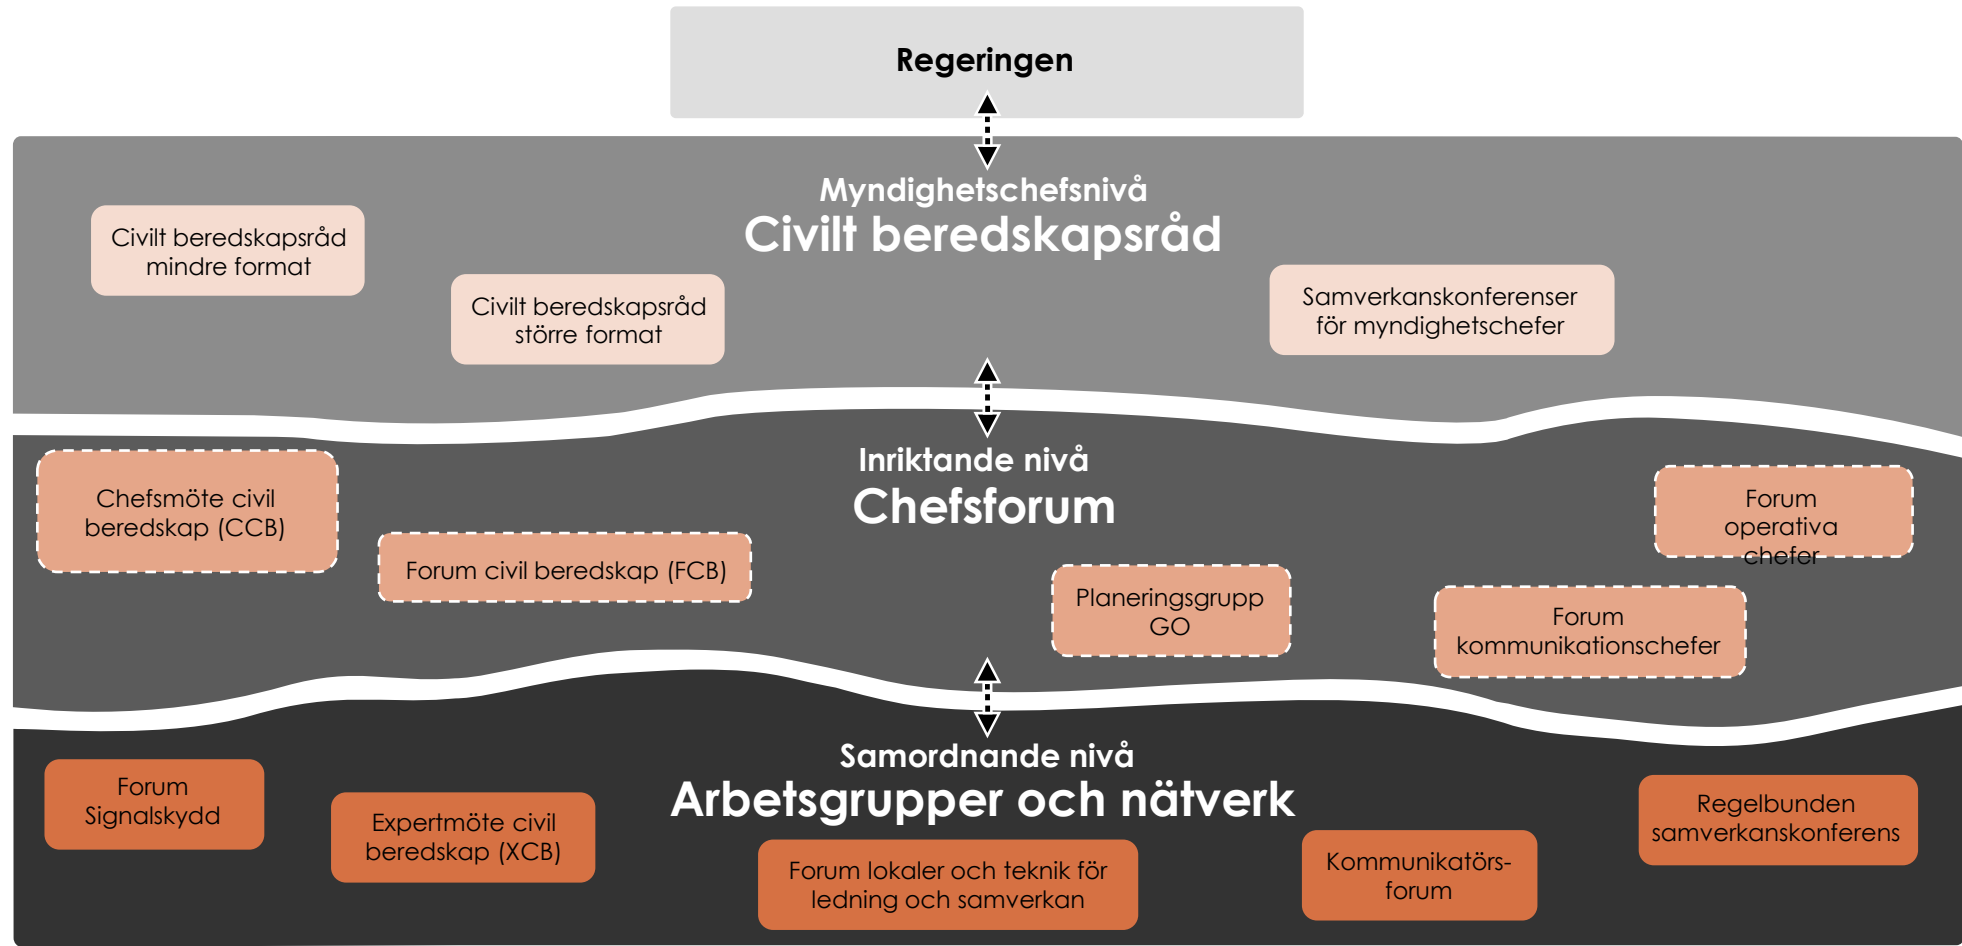 Regeringen
Myndighetschefsnivå
Civilt beredskapsråd
Civilt beredskapsråd
mindre format
Civilt beredskapsråd
större format
Samverkanskonferenser
för myndighetschefer
Inriktande nivå
Chefsforum
Chefsmöte civil
beredskap (CCB)
Forum civil beredskap (FCB)
Planeringsgrupp
GO
Forum
kommunikationschefer
Forum
operativa
chefer
Samordnande nivå
Arbetsgrupper och nätverk
Forum
Signalskydd
Expertmöte civil
beredskap (XCB)
Forum lokaler och teknik för
ledning och samverkan
Kommunikatörs-
forum
Regelbunden
samverkanskonferens